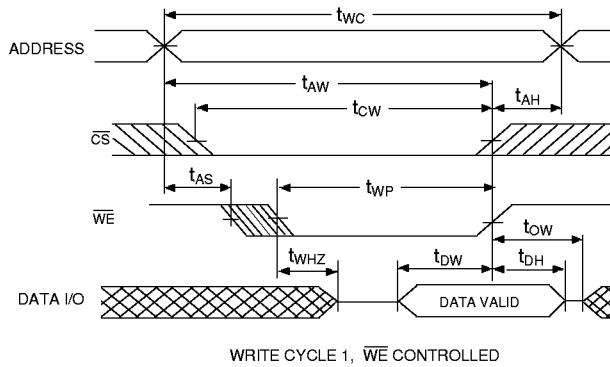 tWC
ADDRESS
tAW
tCW
tAH
CS
tAS
tWP
WE
tOW
tWHZ
tDW
tDH
DATA I/O
DATA VALID
WRITE CYCLE 1, WE CONTROLLED